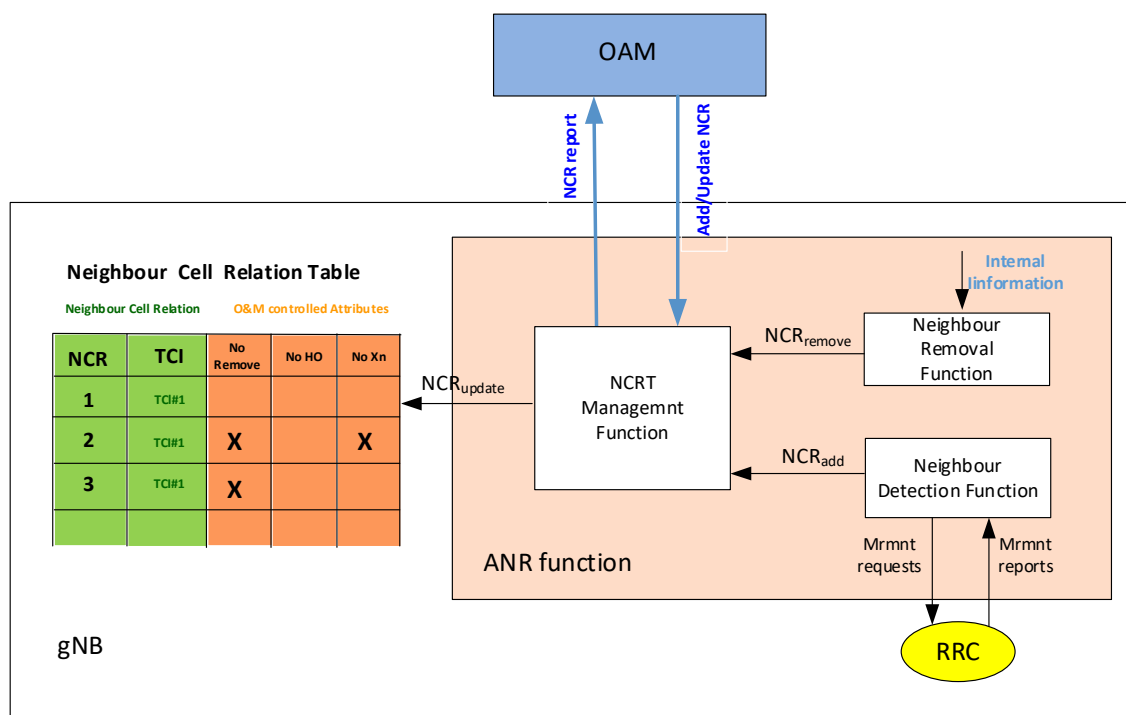 OAM
NCR report
Add/Update NCR
Neighbour Cell Relation Table
Neighbour Cell Relation
O&M controlled Attributes
NCR
TCI
No
Remove
No HO
No Xn
1
TCI#1
2
TCI#1
X
X
3
TCI#1
X
NCRupdate
NCRT
Managemnt
Function
NCRremove
NCRadd
Internal
Iinformation
Neighbour
Removal
Function
Neighbour
Detection Function
Mrmnt
requests
Mrmnt
reports
ANR function
RRC
gNB